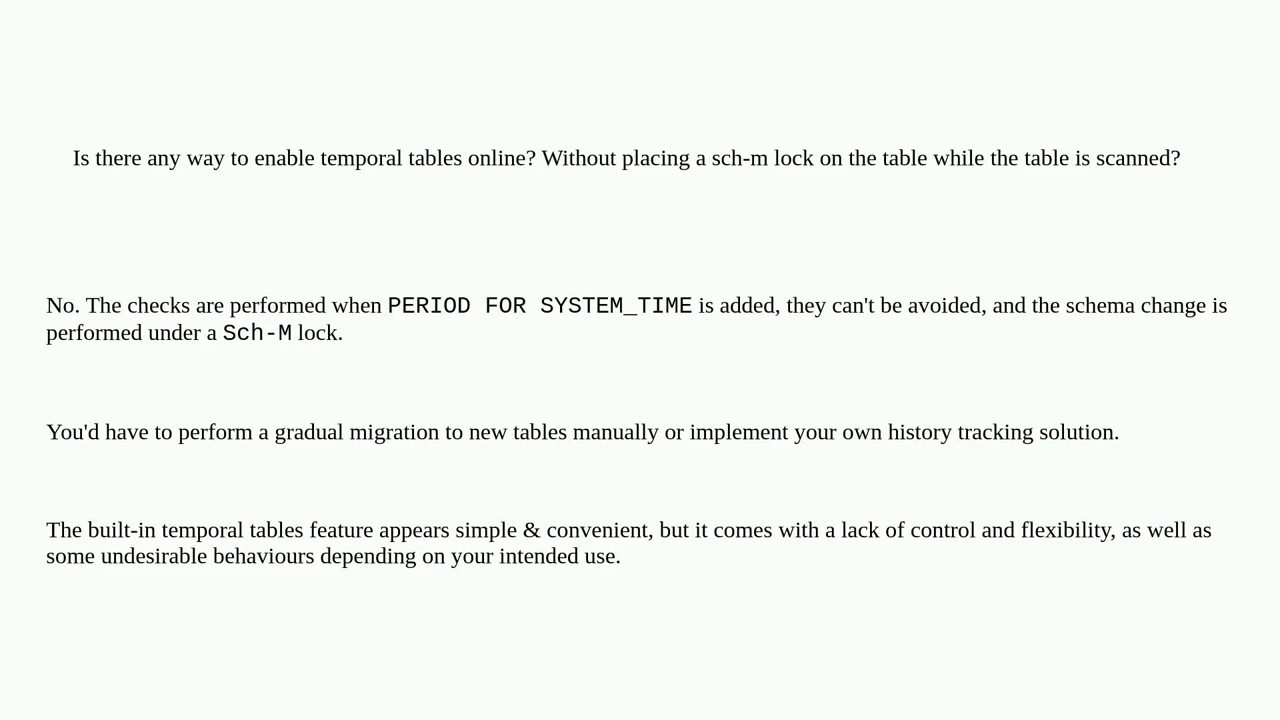 Is there any way to enable temporal tables online? Without placing a sch-m lock on the table while the table is scanned?
No. The checks are performed when PERIOD FOR SYSTEM_TIME is added, they can't be avoided, and the schema change is
performed under a Sch-M lock.
You'd have to perform a gradual migration to new tables manually or implement your own history tracking solution.
The built-in temporal tables feature appears simple & convenient, but it comes with a lack of control and flexibility, as well as
some undesirable behaviours depending on your intended use.